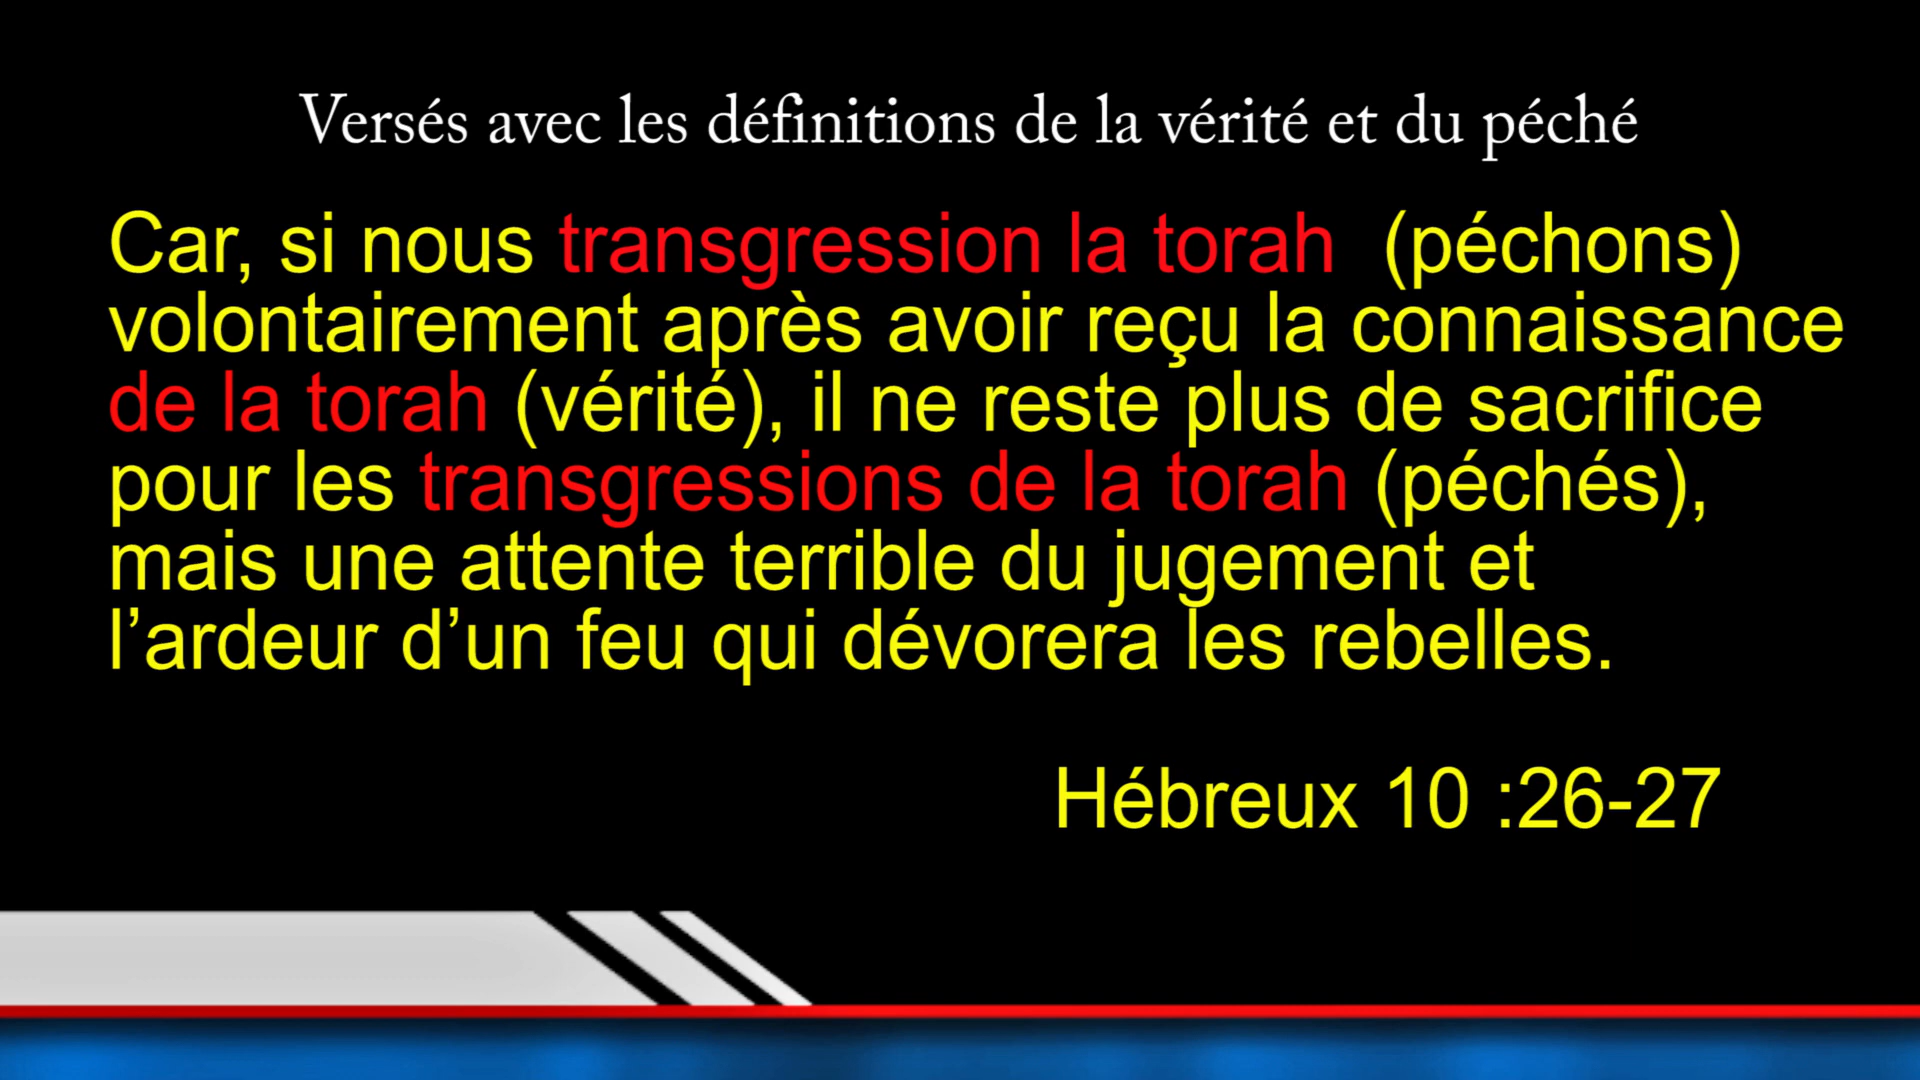 Versés avec les définitions de la vérité et du péché
Car, si nous transgression la torah (péchons)
volontairement après avoir reçu la connaissance
de la torah (vérité), il ne reste plus de sacrifice
pour les transgressions de la torah (péchés),
mais une attente terrible du jugement et
l’ardeur d’un feu qui dévorera les rebelles.
Hébreux 10 :26-27